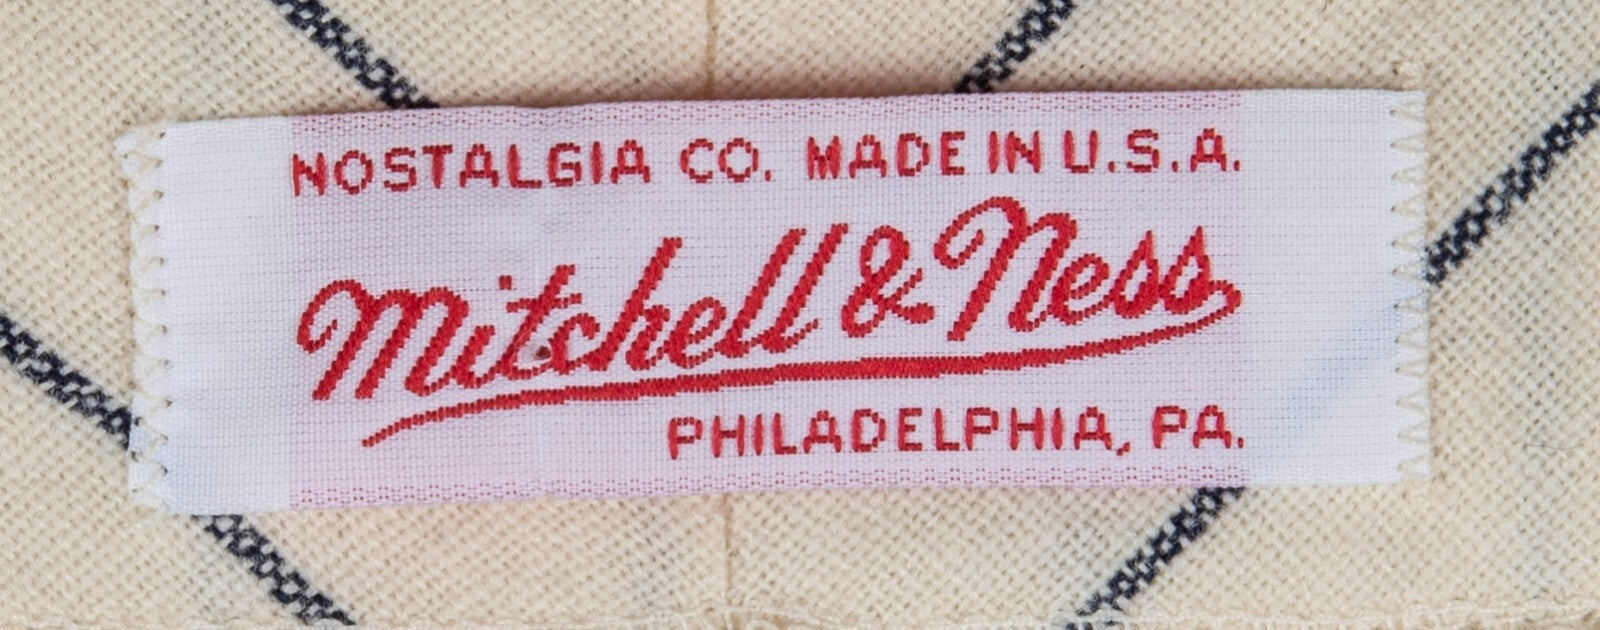 NOSTALGIA CO. MADE IN U.S.A.
Mitchell & Ness
PHILADELPHIA, PA.